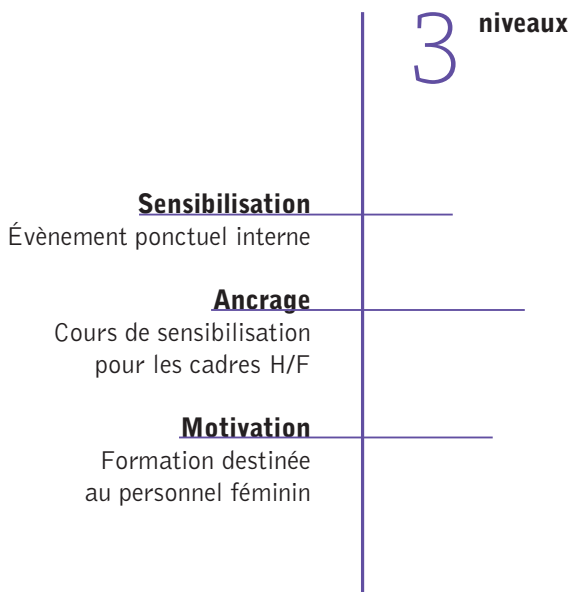 3 niveaux
Sensibilisation
Évènement ponctuel interne
Ancrage
Cours de sensibilisation
pour les cadres H/F
Motivation
Formation destinée
au personnel féminin